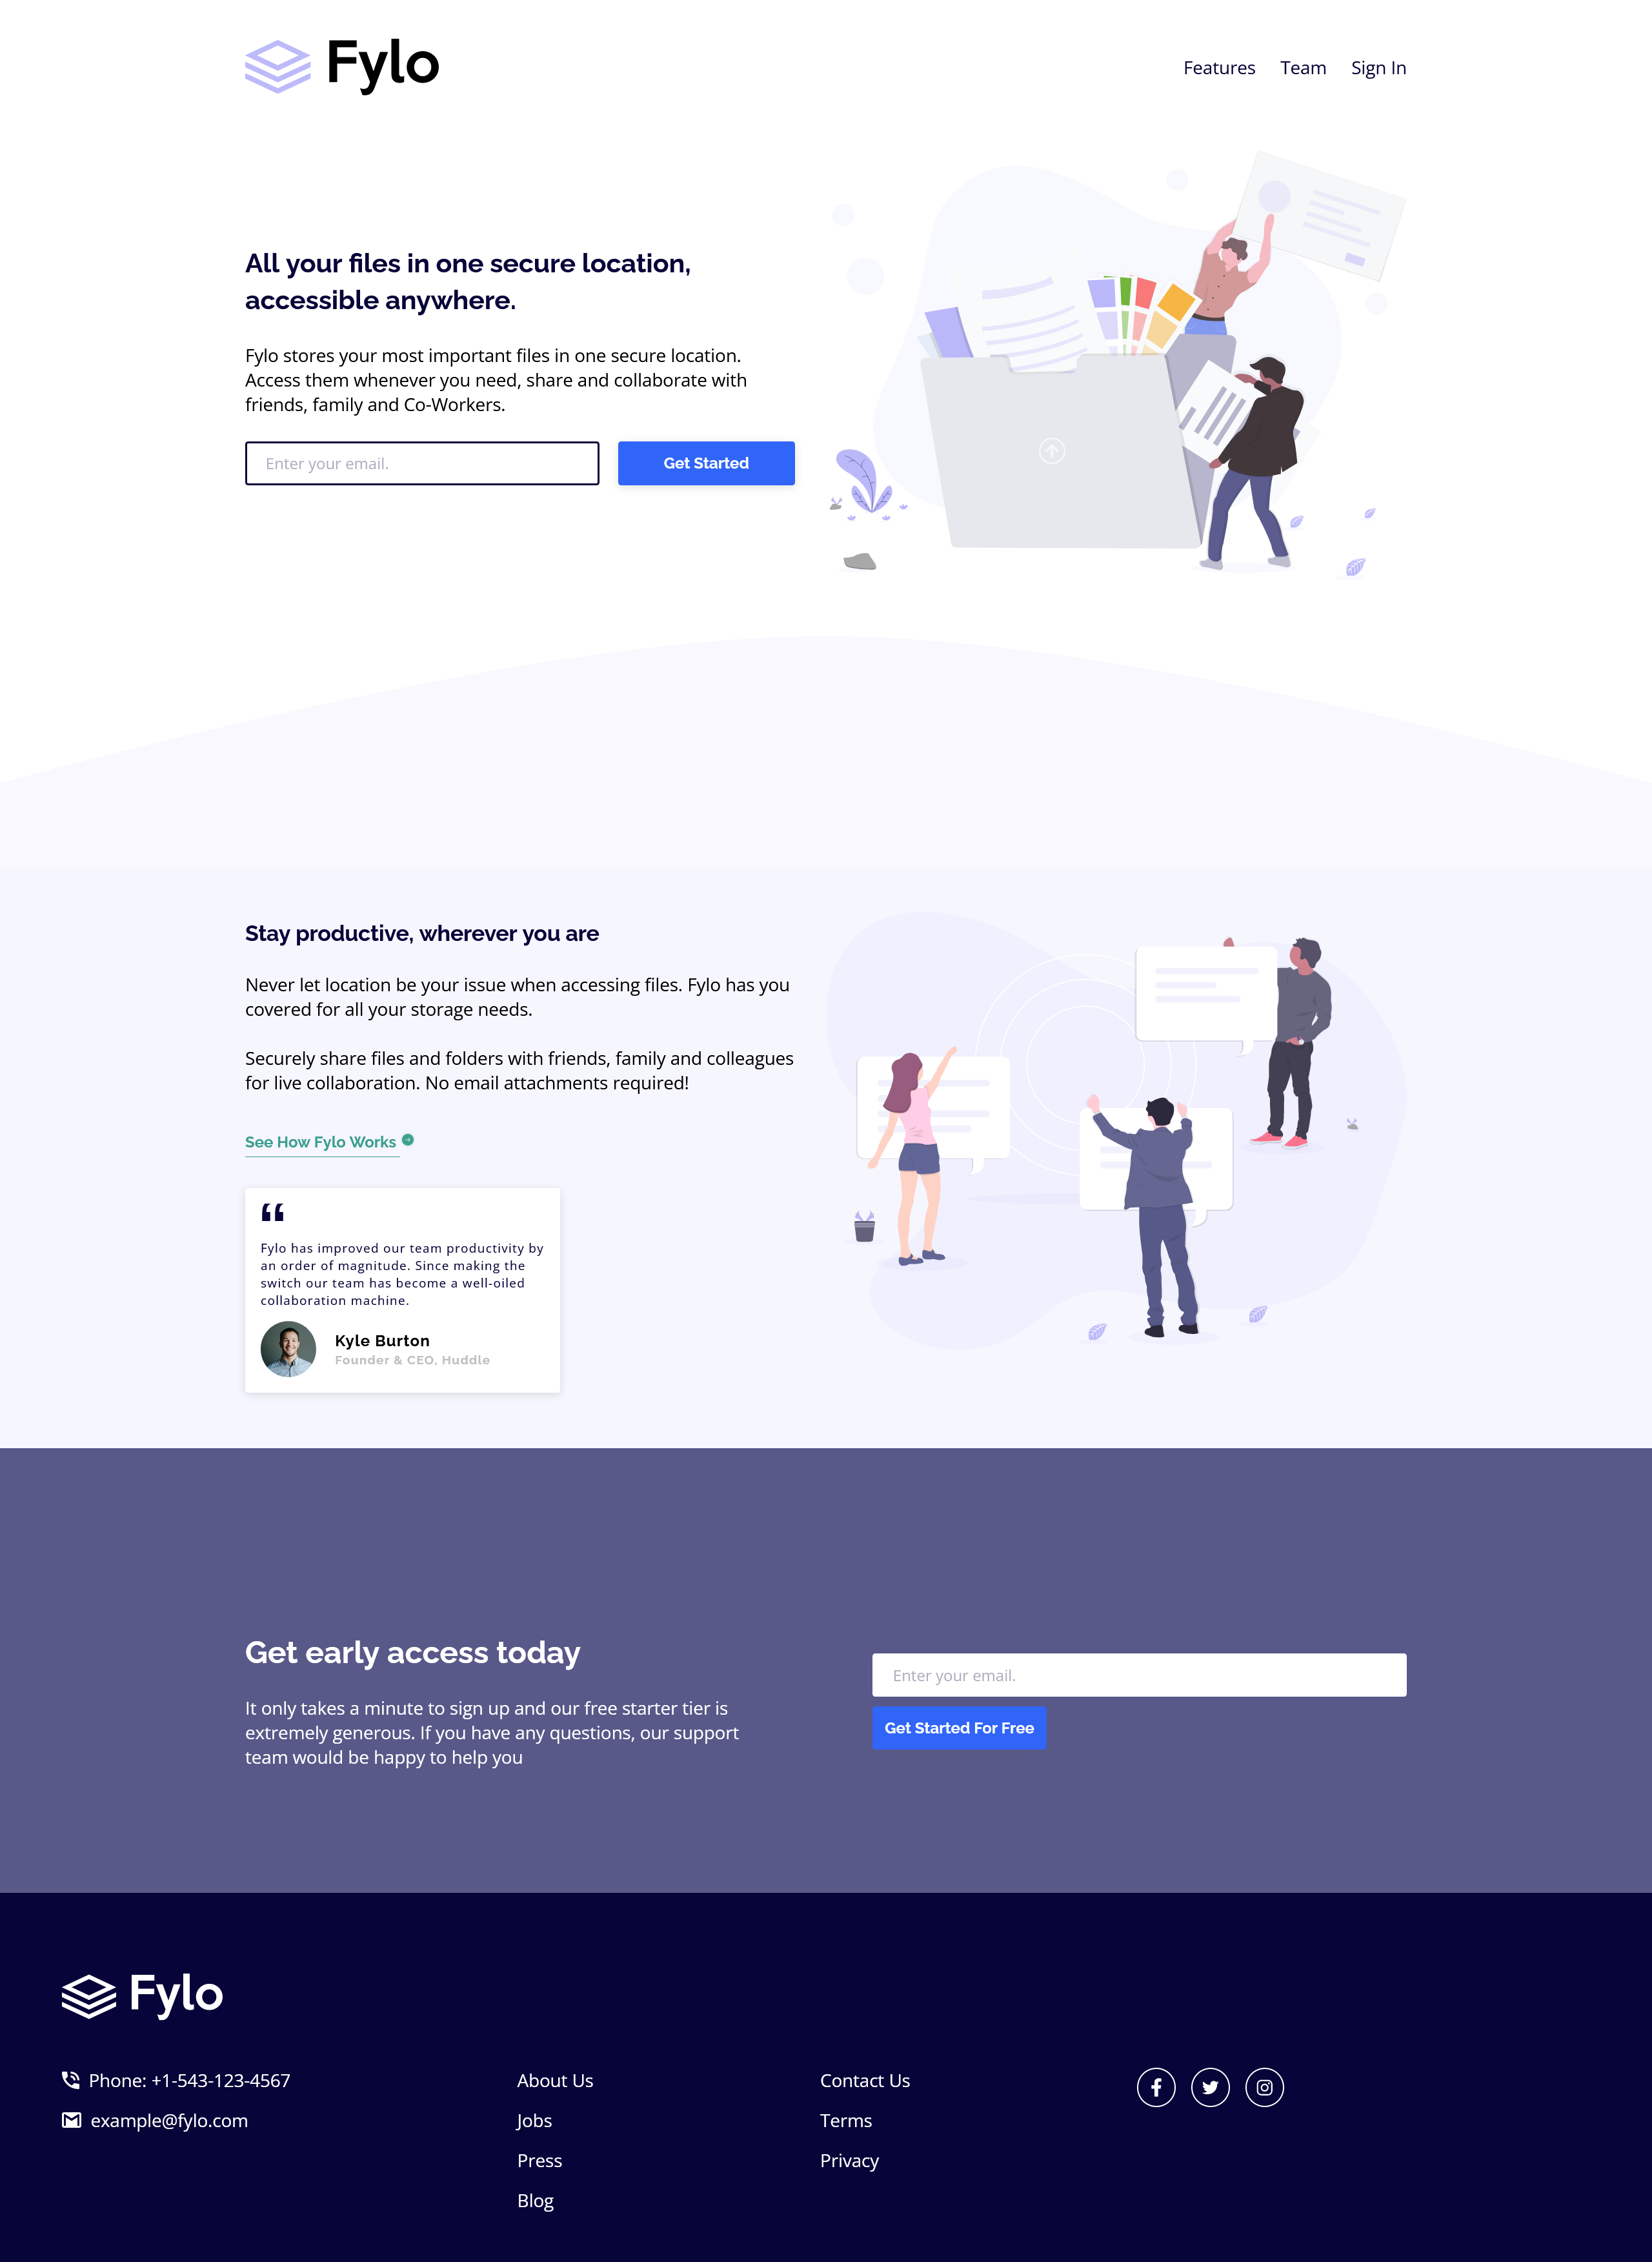 Fylo
Features Team Sign In
All your files in one secure location,
accessible anywhere.
Fylo stores your most important files in one secure location.
Access them whenever you need, share and collaborate with
friends, family and Co-Workers.
Enter your email.
Get Started
Stay productive, wherever you are
Never let location be your issue when accessing files. Fylo has you
covered for all your storage needs.
Securely share files and folders with friends, family and colleagues
for live collaboration. No email attachments required!
See How Fylo Works
“
Fylo has improved our team productivity by
an order of magnitude. Since making the
switch our team has become a well-oiled
collaboration machine.
Kyle Burton
Founder & CEO, Huddle
Get early access today
It only takes a minute to sign up and our free starter tier is
extremely generous. If you have any questions, our support
team would be happy to help you
Enter your email.
Get Started For Free
Fylo
Phone: +1-543-123-4567
example@fylo.com
About Us
Jobs
Press
Blog
Contact Us
Terms
Privacy